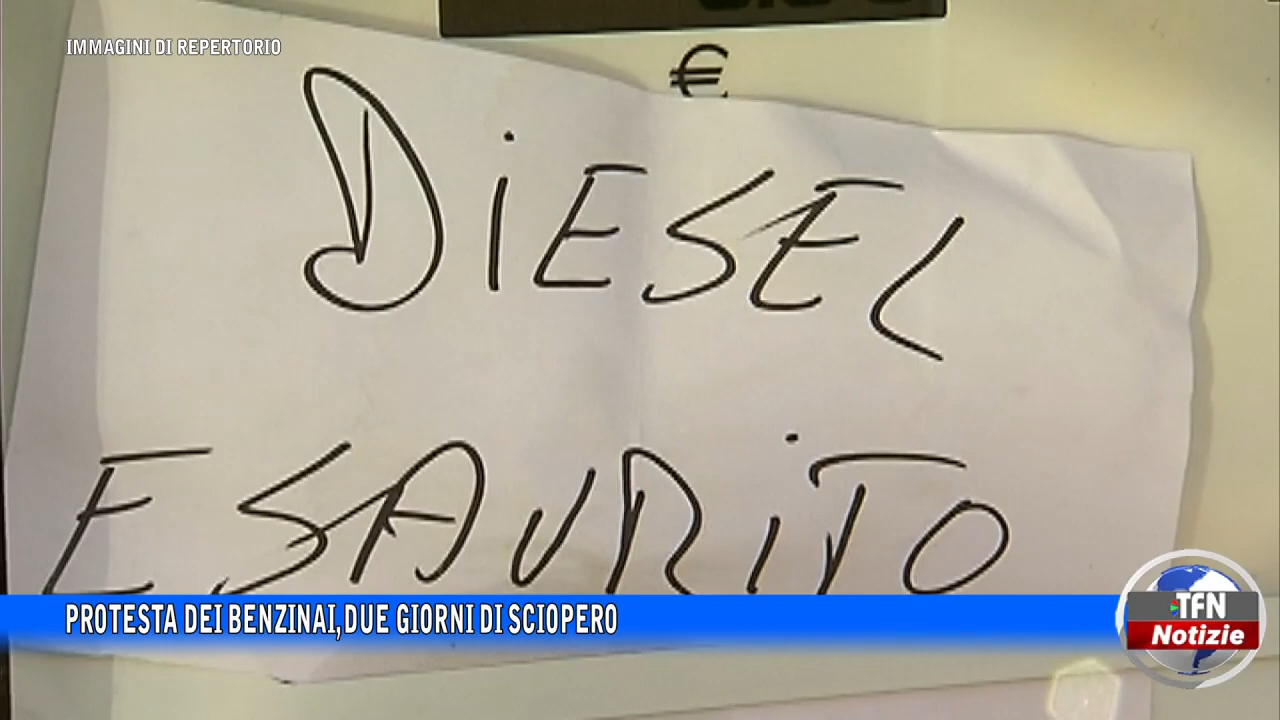 IMMAGINI DI REPERTORIO
€
DiESEL
ESAURiTO
PROTESTA DEI BENZINAI, DUE GIORNI DI SCIOPERO
TFN
Notizie